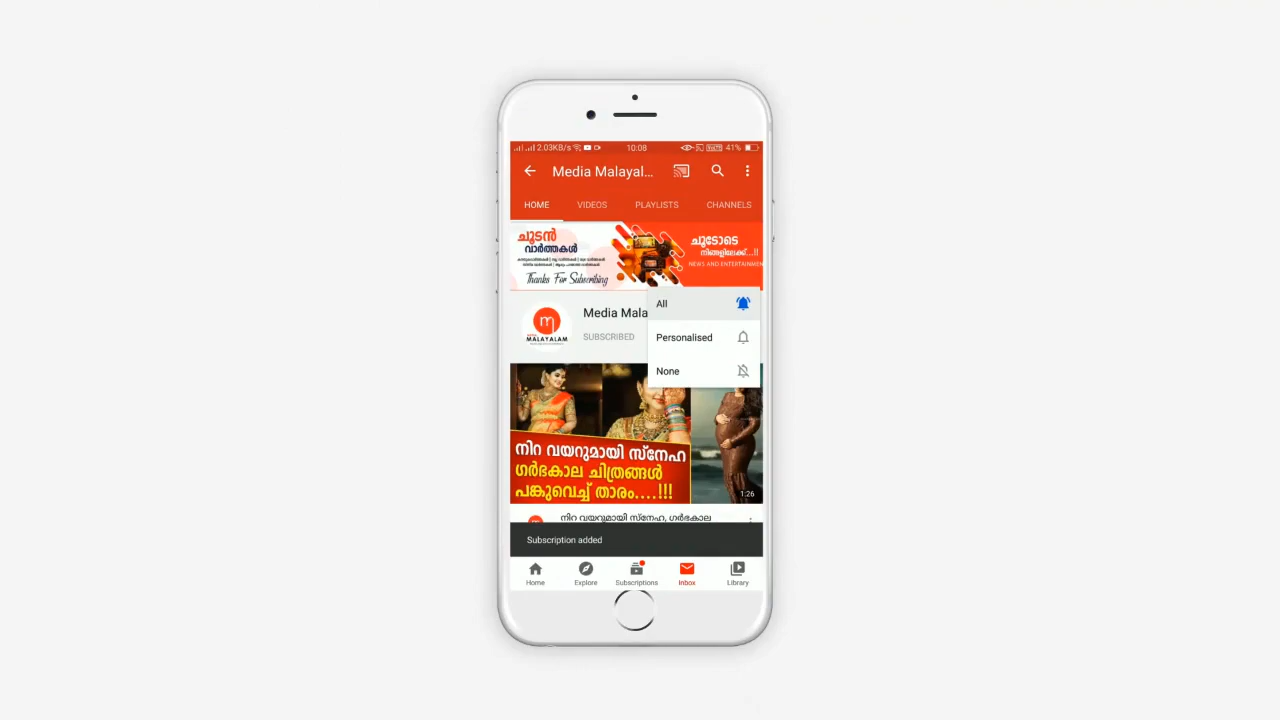 2.03KB/s
10:08
41%
Media Malayal...
HOME
VIDEOS
PLAYLISTS
CHANNELS
ചൂടൻ
വാർത്തകൾ
Thanks For Subscribing
ചൂടോടെ
നിങ്ങളിലേക്ക്...!!
NEWS AND ENTERTAINMEN
Media Mala
SUBSCRIBED
MALAYALAM
All
Personalised
None
നിറ വയറുമായി സ്നേഹ
ഗർഭകാല ചിത്രങ്ങൾ
പങ്കുവെച്ച് താരം....!!!
1:26
നിറ വയറുമായി സ്നേഹ, ഗർഭകാല
Subscription added
Home
Explore
Subscriptions
Inbox
Library